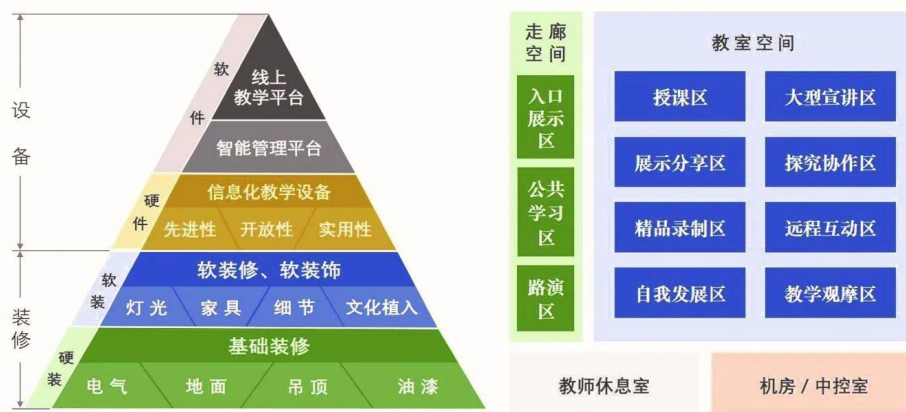 设备
软件
线上
教学平台
智能管理平台
硬件
信息化教学设备
先进性 开放性 实用性
装修
软装
软装修、软装饰
灯光 家具 细节 文化植入
硬装
基础装修
电气 地面 吊顶 油漆
走廊
空间
入口
展示
区
公共
学习
区
路演
区
教室空间
授课区 大型宣讲区
展示分享区 探究协作区
精品录制区 远程互动区
自我发展区 教学观摩区
教师休息室 机房 / 中控室